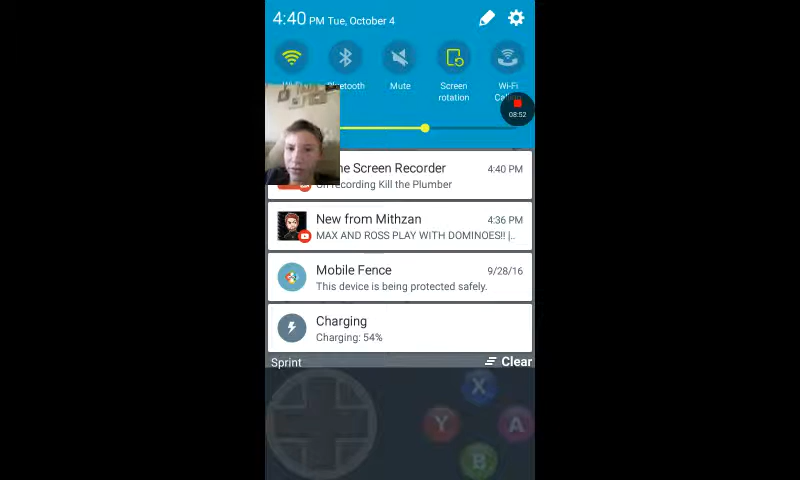 4:40 PM Tue, October 4
Mute
Screen rotation
Wi-Fi
08:52
Screen Recorder 4:40 PM
recording Kill the Plumber
New from Mithzan 4:36 PM
MAX AND ROSS PLAY WITH DOMINOES!! |..
Mobile Fence 9/28/16
This device is being protected safely.
Charging
Charging: 54%
Sprint Clear
X
Y A
B